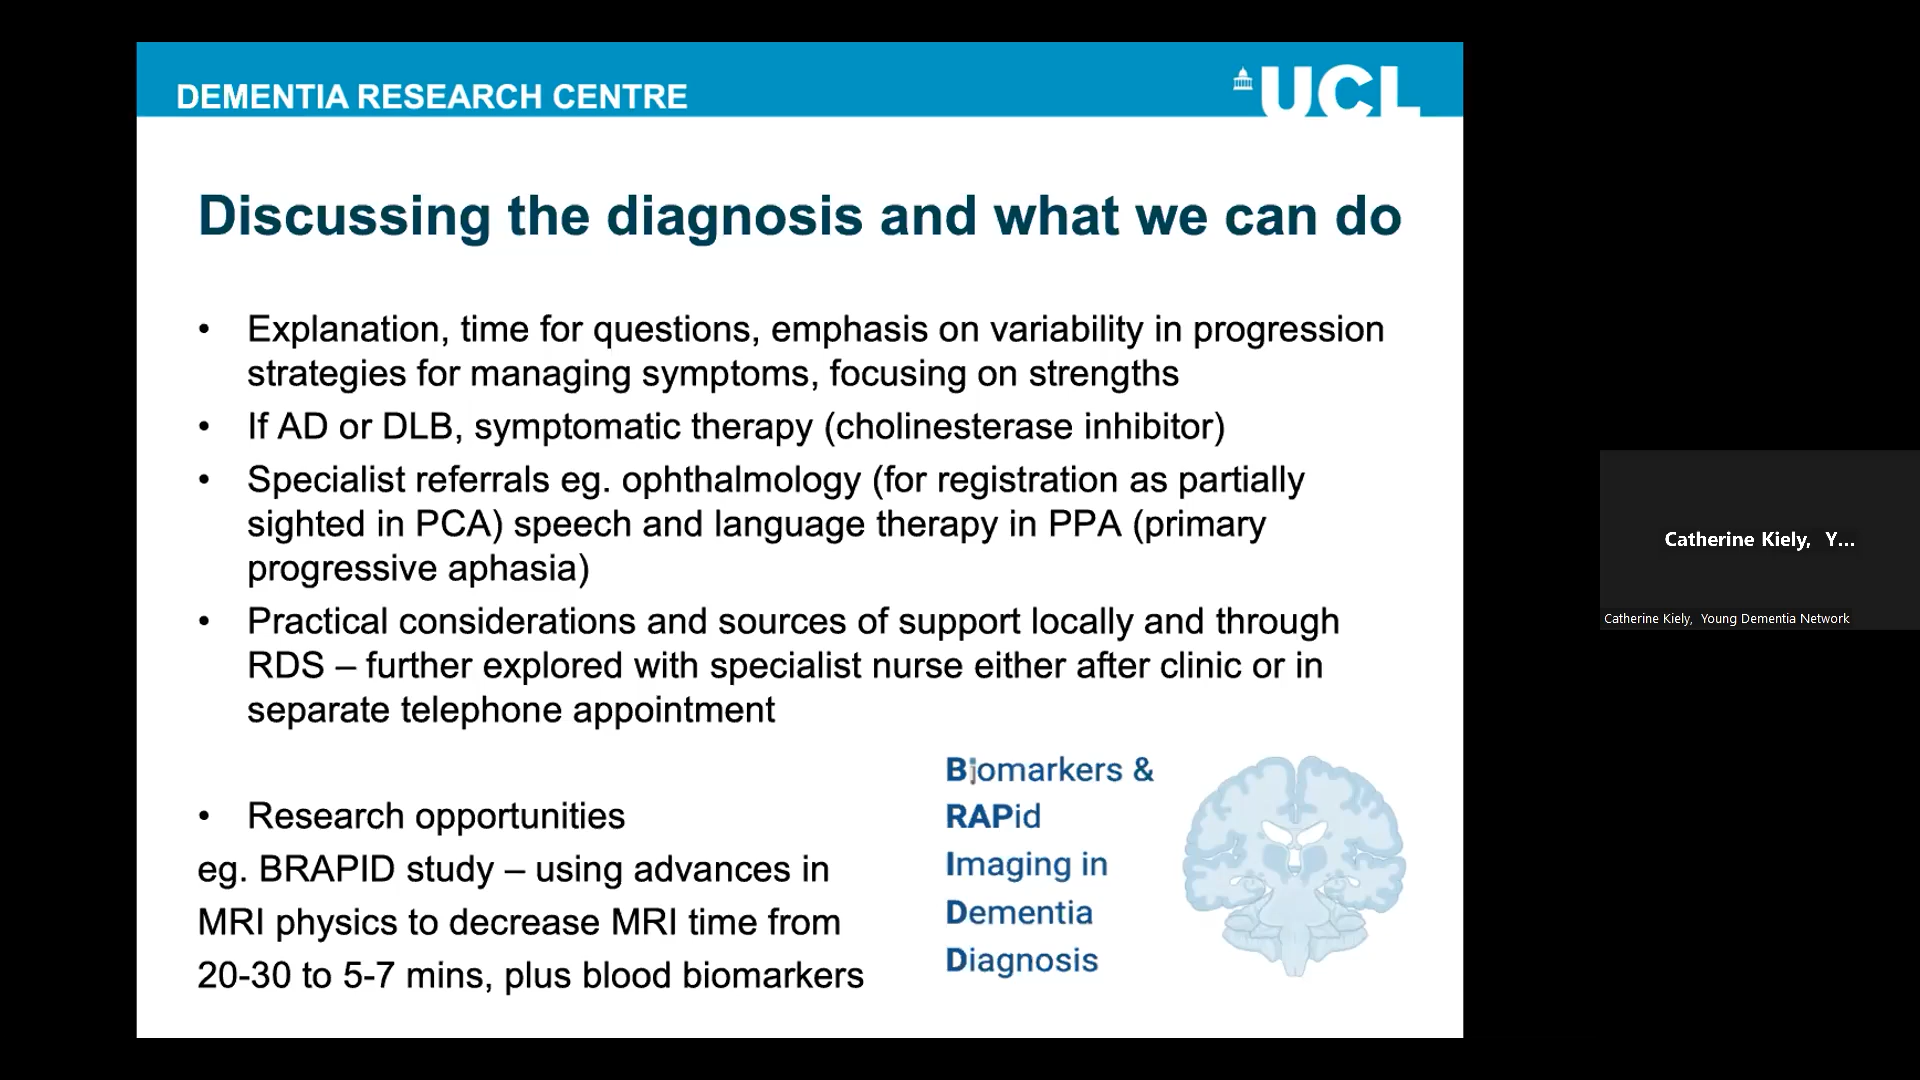 DEMENTIA RESEARCH CENTRE
UCL
Discussing the diagnosis and what we can do
• Explanation, time for questions, emphasis on variability in progression
strategies for managing symptoms, focusing on strengths
• If AD or DLB, symptomatic therapy (cholinesterase inhibitor)
• Specialist referrals eg. ophthalmology (for registration as partially
sighted in PCA) speech and language therapy in PPA (primary
progressive aphasia)
• Practical considerations and sources of support locally and through
RDS – further explored with specialist nurse either after clinic or in
separate telephone appointment
• Research opportunities
eg. BRAPID study – using advances in
MRI physics to decrease MRI time from
20-30 to 5-7 mins, plus blood biomarkers
Biomarkers &
RAPid
Imaging in
Dementia
Diagnosis
Catherine Kiely, Y...
Catherine Kiely, Young Dementia Network